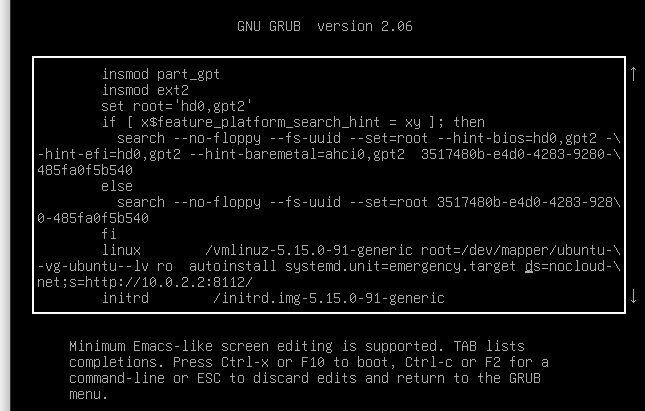 GNU GRUB  version 2.06
insmod part_gpt
insmod ext2
set root='hd0,gpt2'
if [ x$feature_platform_search_hint = xy ]; then
search --no-floppy --fs-uuid --set=root --hint-bios=hd0,gpt2 -\
-hint-efi=hd0,gpt2 --hint-baremetal=ahci0,gpt2  3517480b-e4d0-4283-9280-\
485fa0f5b540
else
search --no-floppy --fs-uuid --set=root 3517480b-e4d0-4283-928\
0-485fa0f5b540
fi
linux        /vmlinuz-5.15.0-91-generic root=/dev/mapper/ubuntu-\
-vg-ubuntu--lv ro  autoinstall systemd.unit=emergency.target ds=nocloud-\
net;s=http://10.0.2.2:8112/
initrd        /initrd.img-5.15.0-91-generic
↑
↓
Minimum Emacs-like screen editing is supported. TAB lists
completions. Press Ctrl-x or F10 to boot, Ctrl-c or F2 for a
command-line or ESC to discard edits and return to the GRUB
menu.